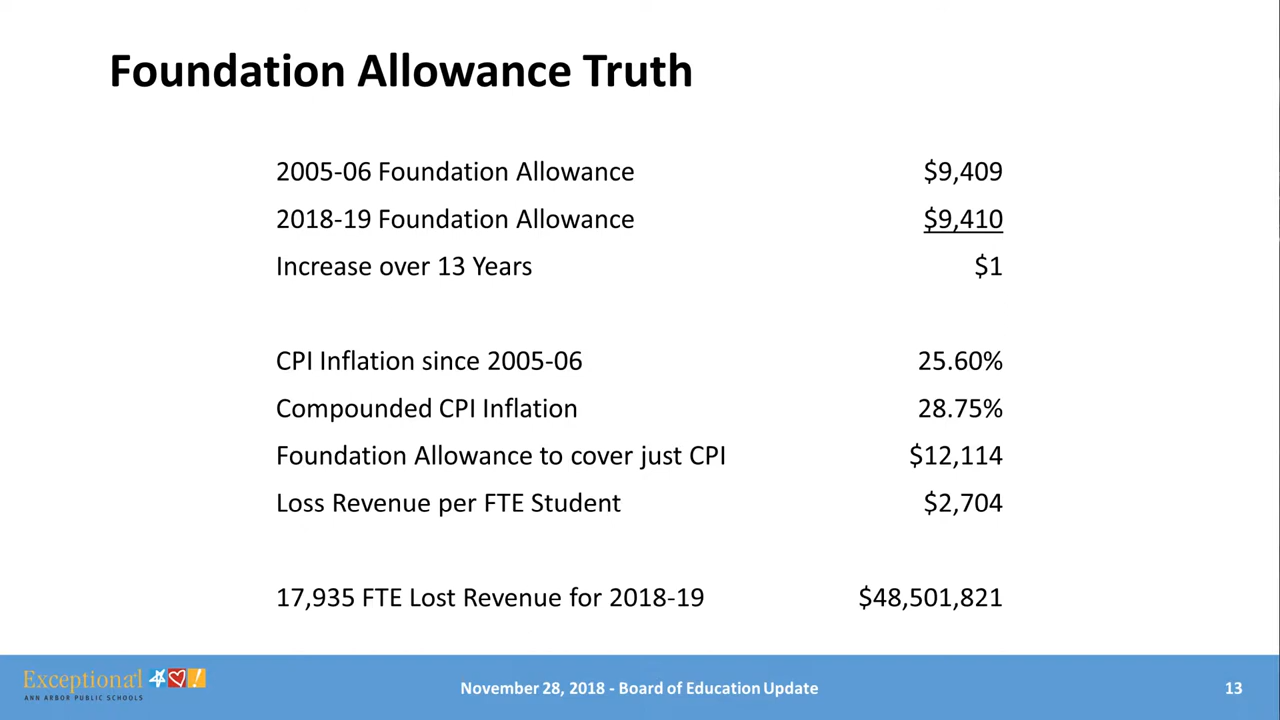 Foundation Allowance Truth
2005-06 Foundation Allowance $9,409
2018-19 Foundation Allowance $9,410
Increase over 13 Years $1
CPI Inflation since 2005-06 25.60%
Compounded CPI Inflation 28.75%
Foundation Allowance to cover just CPI $12,114
Loss Revenue per FTE Student $2,704
17,935 FTE Lost Revenue for 2018-19 $48,501,821
Exceptiona'l
ANN ARBOR PUBLIC SCHOOLS
November 28, 2018 - Board of Education Update
13